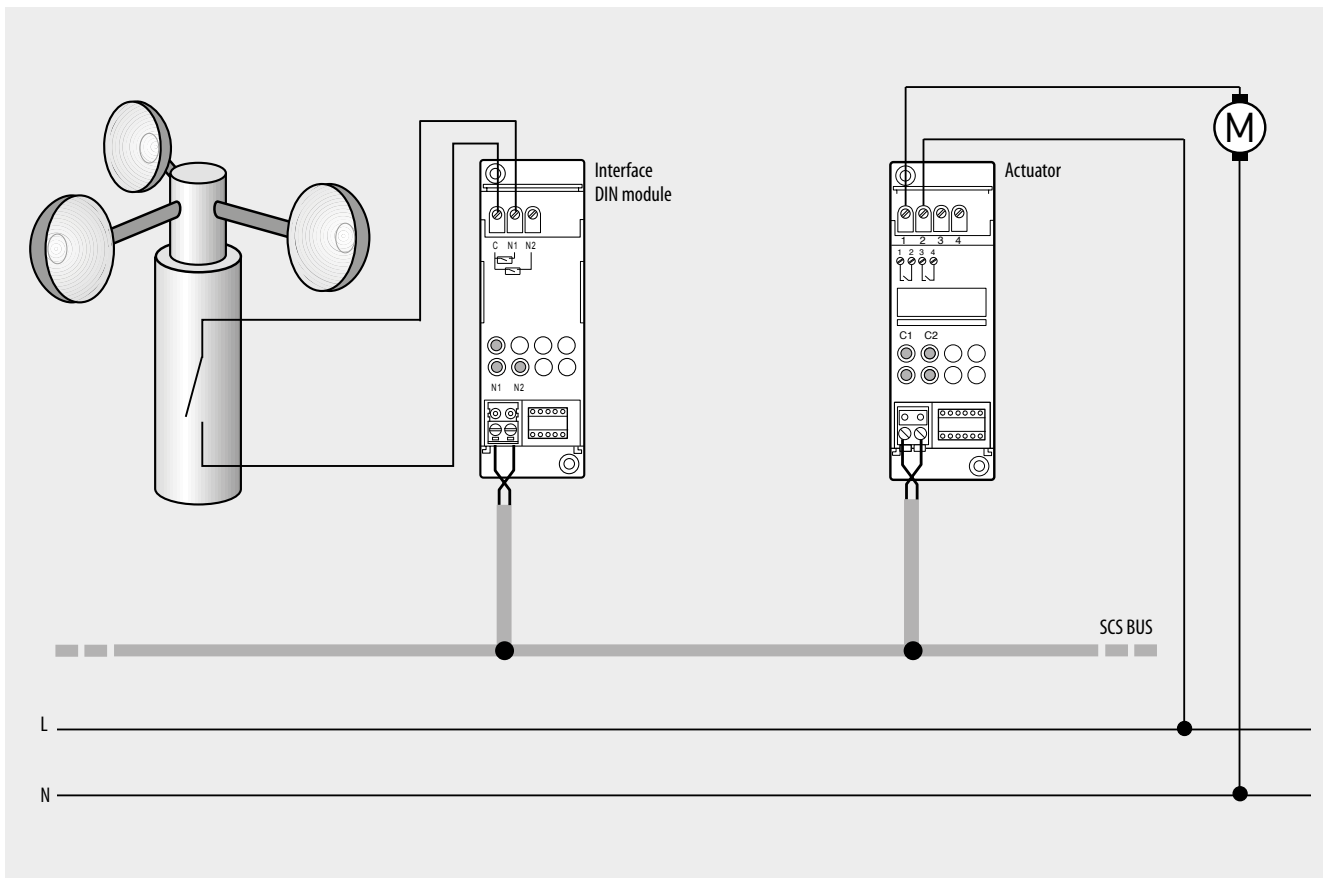 M
Interface
DIN module
Actuator
1 2 3 4
C N1 N2
1 2 3 4
C1 C2
N1 N2
SCS BUS
L
N